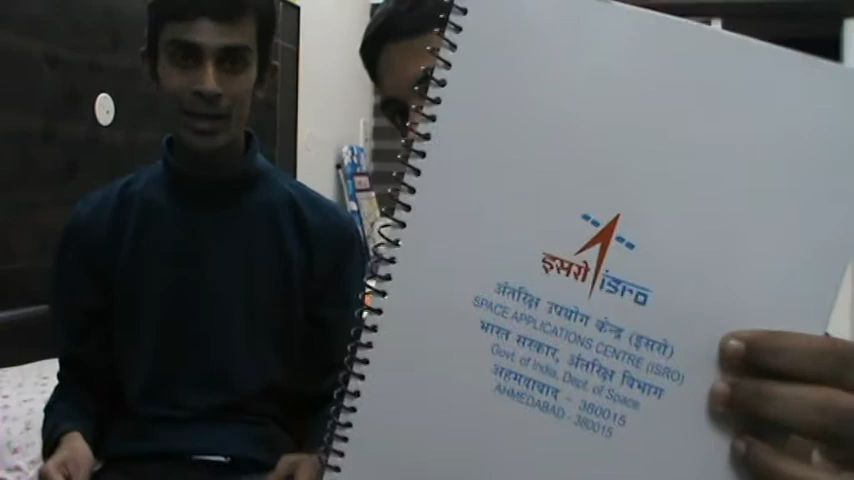 इसरो isro
अंतरिक्ष उपयोग केंद्र (इसरो)
SPACE APPLICATIONS CENTRE (ISRO)
भारत सरकार, अंतरिक्ष विभाग
Govt. of India, Dept. of Space
अहमदाबाद - 380015
AHMEDABAD - 380015